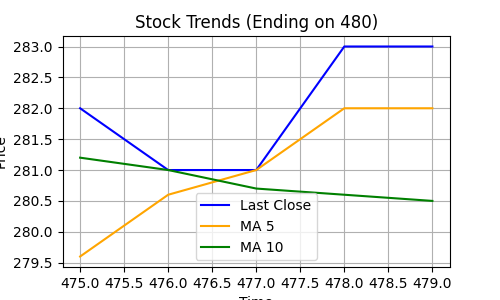 Stock Trends (Ending on 480)
283.0
282.5
282.0
281.5
281.0
280.5
280.0
279.5
Price
Last Close
MA 5
MA 10
475.0 475.5 476.0 476.5 477.0 477.5 478.0 478.5 479.0
Time